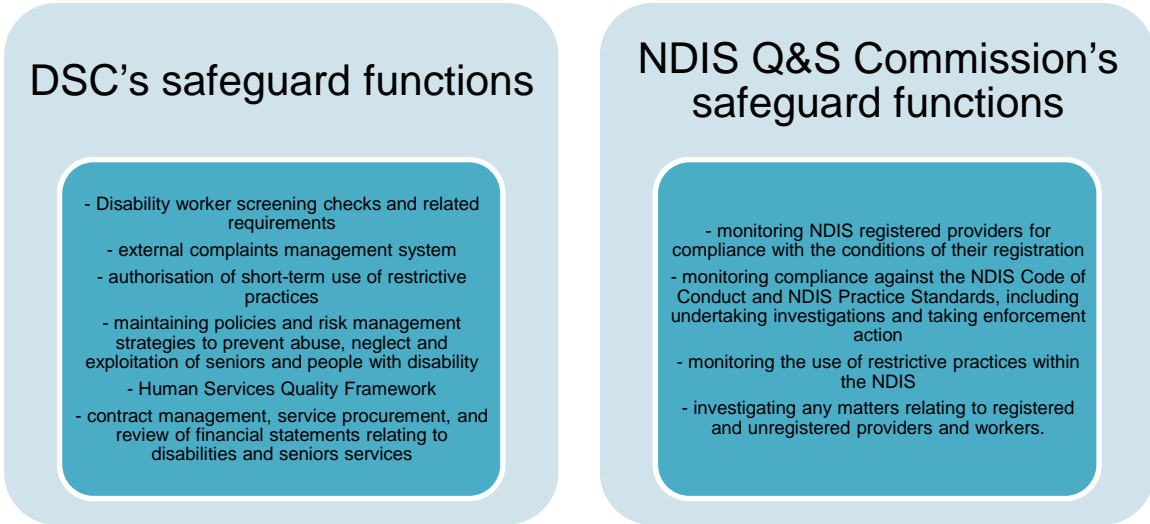 DSC's safeguard functions
- Disability worker screening checks and related
requirements
- external complaints management system
- authorisation of short-term use of restrictive
practices
- maintaining policies and risk management
strategies to prevent abuse, neglect and
exploitation of seniors and people with disability
- Human Services Quality Framework
- contract management, service procurement, and
review of financial statements relating to
disabilities and seniors services
NDIS Q&S Commission's
safeguard functions
- monitoring NDIS registered providers for
compliance with the conditions of their registration
- monitoring compliance against the NDIS Code of
Conduct and NDIS Practice Standards, including
undertaking investigations and taking enforcement
action
- monitoring the use of restrictive practices within
the NDIS
- investigating any matters relating to registered
and unregistered providers and workers.